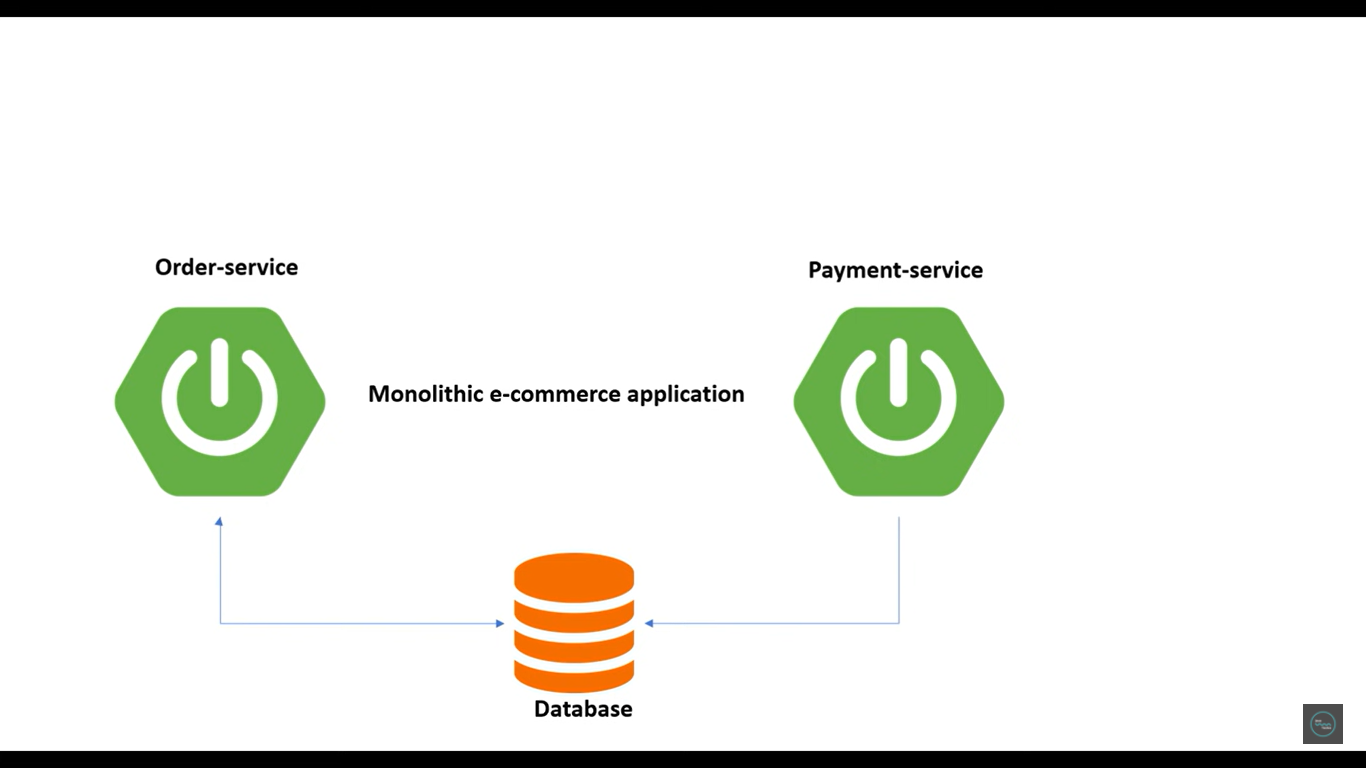 Order-service
Payment-service
Monolithic e-commerce application
Database